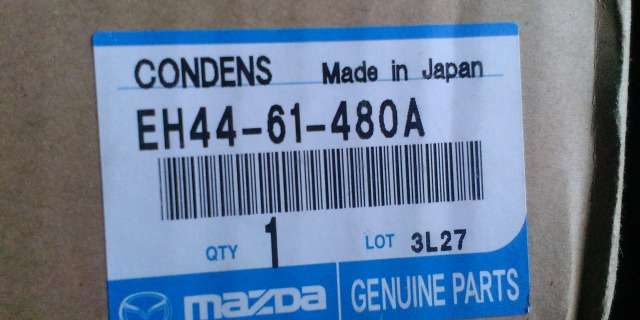 CONDENS Made in Japan
EH44-61-480A
QTY 1 LOT 3L27
mazda GENUINE PARTS